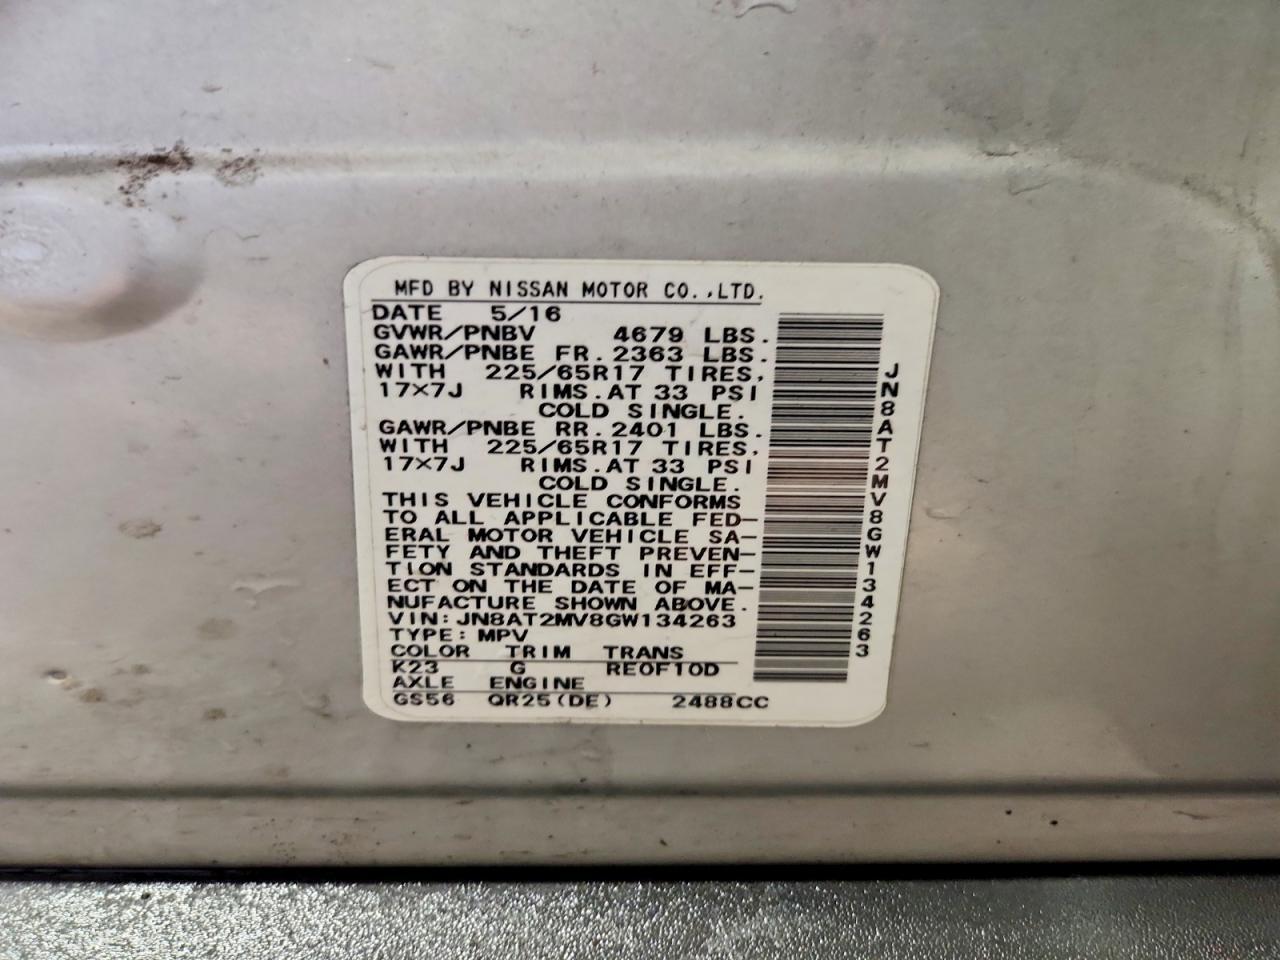 MFD BY NISSAN MOTOR CO.,LTD.
DATE 5/16
GVWR/PNBV 4679 LBS.
GAWR/PNBE FR. 2363 LBS.
WITH 225/65R17 TIRES,
17×7J RIMS. AT 33 PSI
COLD SINGLE.
GAWR/PNBE RR. 2401 LBS.
WITH 225/65R17 TIRES,
17×7J RIMS. AT 33 PSI
COLD SINGLE.
THIS VEHICLE CONFORMS
TO ALL APPLICABLE FED-
ERAL MOTOR VEHICLE SA-
FETY AND THEFT PREVEN-
TION STANDARDS IN EFF-
ECT ON THE DATE OF MA-
NUFACTURE SHOWN ABOVE.
VIN: JN8AT2MV8GW134263
TYPE: MPV
COLOR TRIM TRANS
K23 G RE0F10D
AXLE ENGINE
GS56 QR25(DE) 2488CC
JN8AT2MV8GW134263